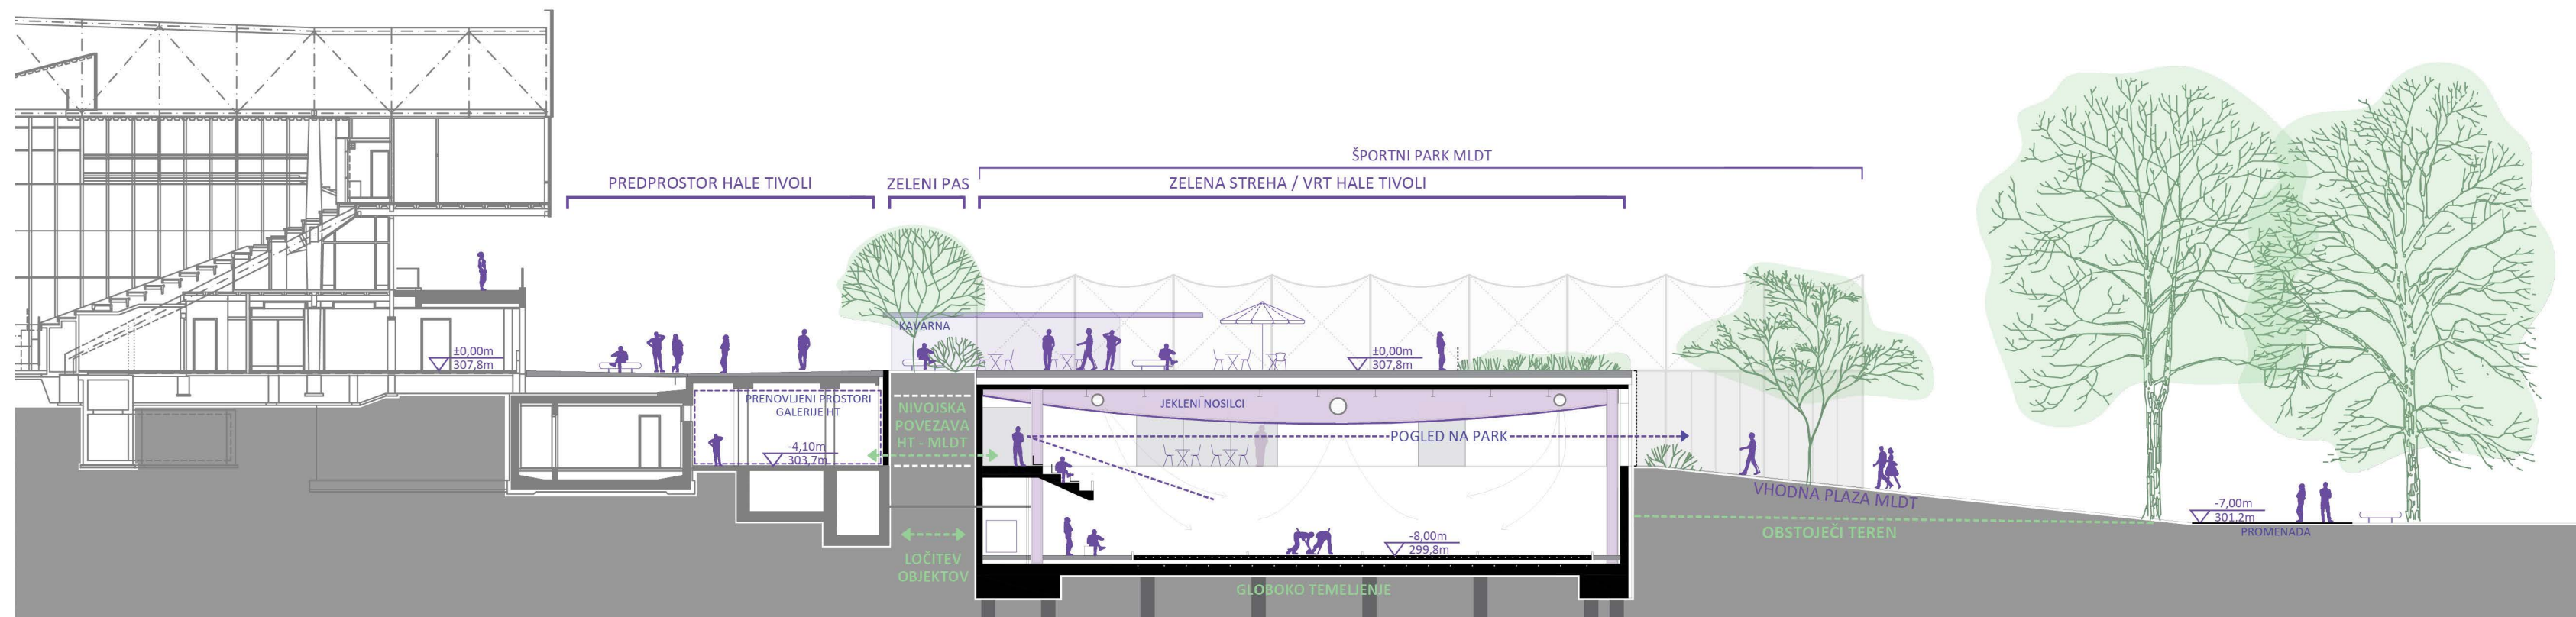 ŠPORTNI PARK MLDT
PREDPROSTOR HALE TIVOLI
ZELENI PAS
ZELENA STREHA / VRT HALE TIVOLI
KAVARNA
±0,00m
307,8m
±0,00m
307,8m
PRENOVLJENI PROSTORI
GALERIJE HT
-4,10m
303,7m
NIVOJSKA
POVEZAVA
HT - MLDT
JEKLENI NOSILCI
POGLED NA PARK
VHODNA PLAZA MLDT
-7,00m
301,2m
PROMENADA
OBSTOJEČI TEREN
LOČITEV
OBJEKTOV
-8,00m
299,8m
GLOBOKO TEMELJENJE